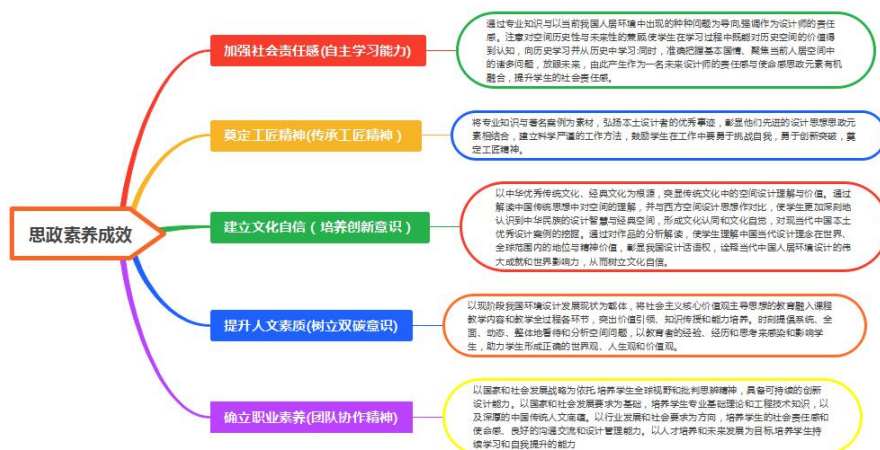 思政素养成效
加强社会责任感(自主学习能力)
通过专业知识与以当前我国人居环境中出现的种种问题为导向,强调作为设计师的责任
感。注意对空间历史性与未来性的兼顾,使学生在学习过程中既能对历史空间的价值得
到认知，向历史学习并从历史中学习;同时，准确把握基本国情、聚焦当前人居空间中
的诸多问题，放眼未来，由此产生作为一名未来设计师的责任感与使命感思政元素有机
融合，提升学生的社会责任感。
奠定工匠精神(传承工匠精神）
将专业知识与著名案例为素材，弘扬本土设计者的优秀事迹，彰显他们先进的设计思想思政元
素相结合，建立科学严谨的工作方法，鼓励学生在工作中要勇于挑战自我，勇于创新突破，奠
定工匠精神。
建立文化自信（培养创新意识）
以中华优秀传统文化、经典文化为根源，突显传统文化中的空间设计理解与价值。通过
解读中国传统思想中对空间的理解，并与西方空间设计思想作对比，使学生更加深刻地
认识到中华民族的设计智慧与经典空间，形成文化认同和文化自觉，对现当代中国本土
优秀设计案例的挖掘。通过对作品的分析解读，使学生理解中国当代设计理念在世界、
全球范围内的地位与精神价值，彰显我国设计话语权，诠释当代中国人居环境设计的伟
大成就和世界影响力，从而树立文化自信。
提升人文素质(树立双碳意识)
以现阶段我国环境设计发展现状为载体，将社会主义核心价值观主导思想的教育融入课程
教学内容和教学全过程各环节，突出价值引领、知识传授和能力培养。时刻提倡系统、全
面、动态、整体地看待和分析空间问题，以教育者的经验、经历和思考来感染和影响学
生，助力学生形成正确的世界观、人生观和价值观。
确立职业素养(团队协作精神)
以国家和社会发展战略为依托,培养学生全球视野和批判思辨精神，具备可持续的创新
设计能力。以国家和社会发展要求为基础，培养学生专业基础理论和工程技术知识，以
及深厚的中国传统人文底蕴。以行业发展和社会要求为方向，培养学生的社会责任感和
使命感、良好的沟通交流和设计管理能力。以人才培养和未来发展为目标,培养学生持
续学习和自我提升的能力